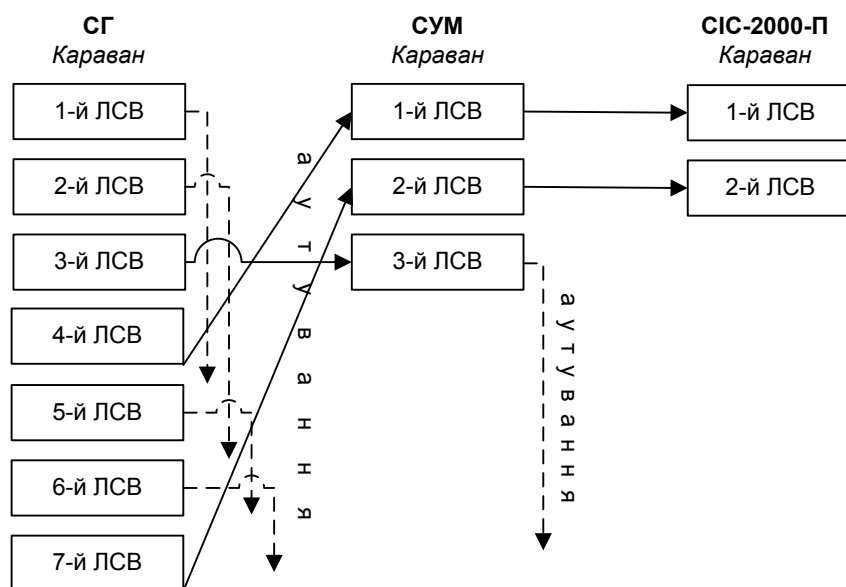 СГ
Караван
1-й ЛСВ
2-й ЛСВ
3-й ЛСВ
4-й ЛСВ
5-й ЛСВ
6-й ЛСВ
7-й ЛСВ
аутування
СУМ
Караван
1-й ЛСВ
2-й ЛСВ
3-й ЛСВ
аутування
СІС-2000-П
Караван
1-й ЛСВ
2-й ЛСВ